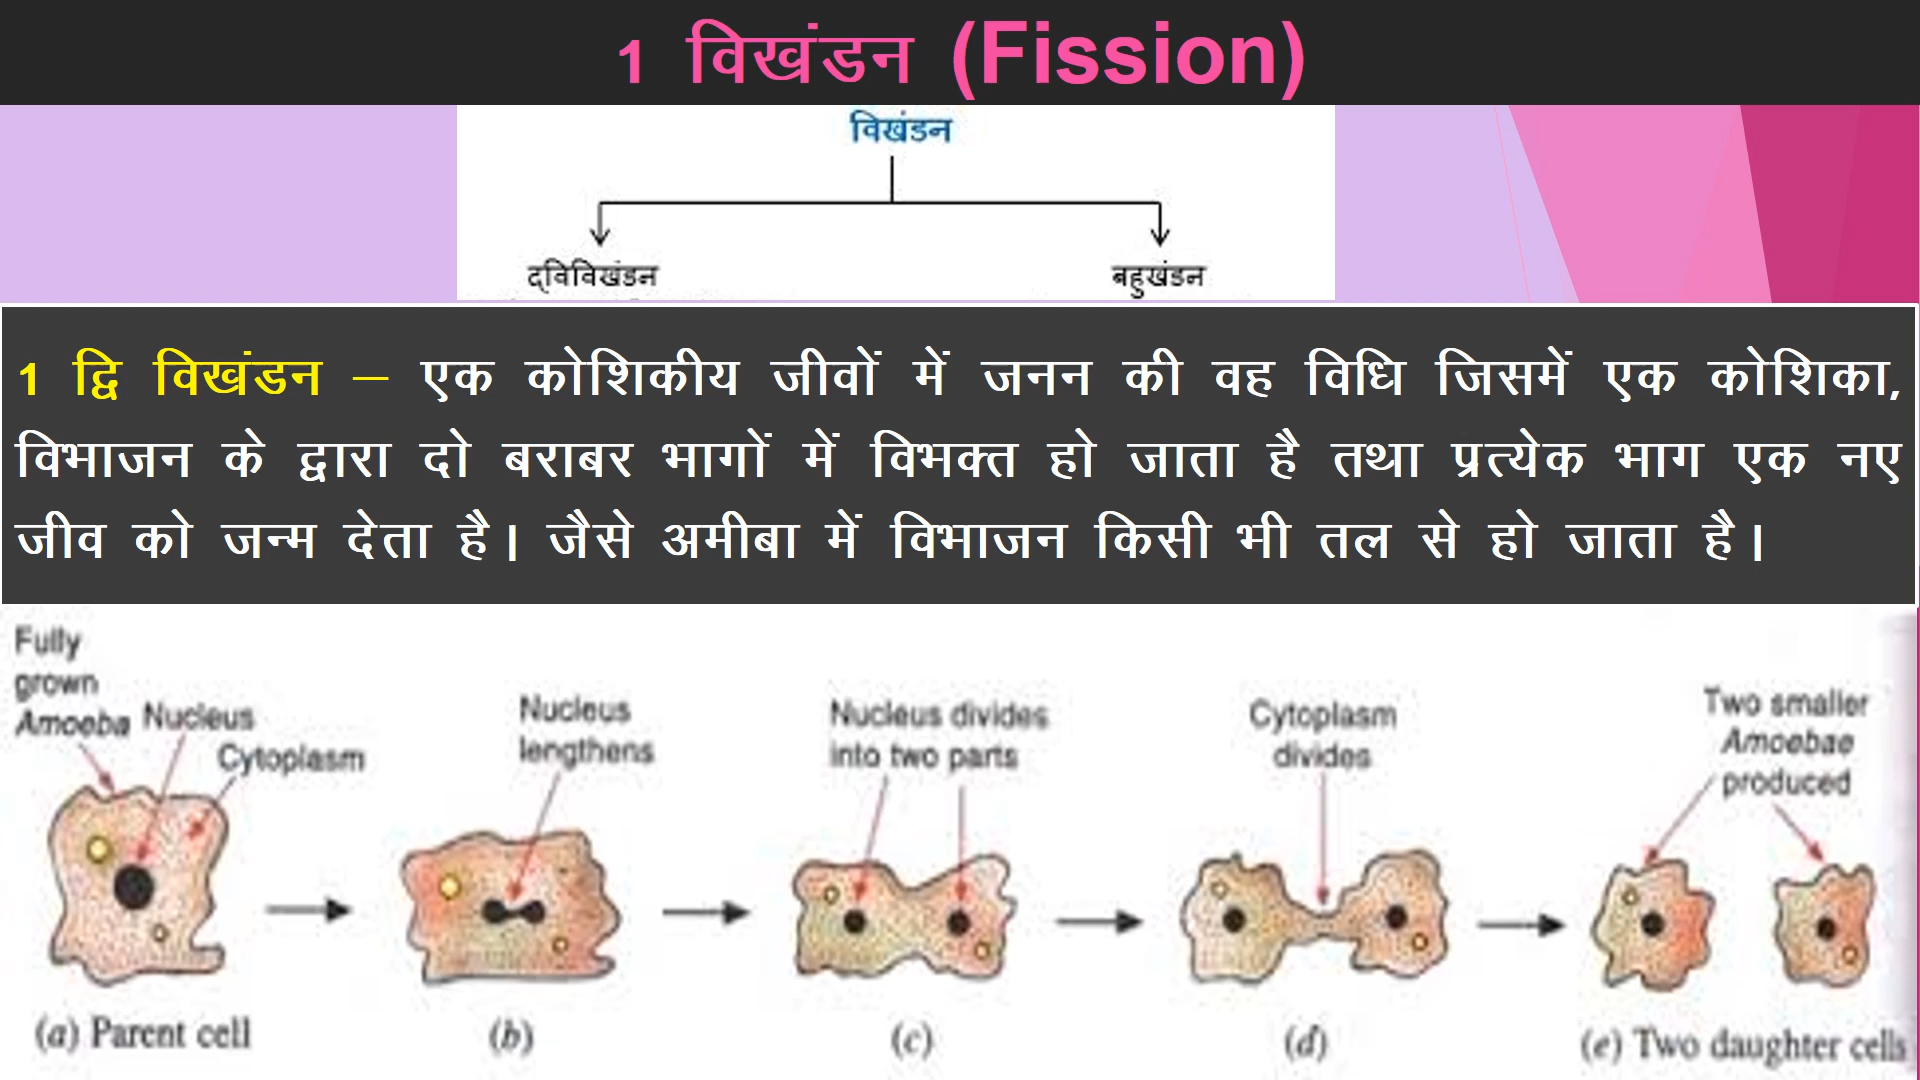 1 विखंडन (Fission)
विखंडन
द्विविखंडन
बहुखंडन
1 द्वि विखंडन – एक कोशिकीय जीवों में जनन की वह विधि जिसमें एक कोशिका,
विभाजन के द्वारा दो बराबर भागों में विभक्त हो जाता है तथा प्रत्येक भाग एक नए
जीव को जन्म देता है। जैसे अमीबा में विभाजन किसी भी तल से हो जाता है।
Fully
grown
Amoeba
Nucleus
Cytoplasm
Nucleus
lengthens
Nucleus divides
into two parts
Cytoplasm
divides
Two smaller
Amoebae
produced
(a) Parent cell
(b)
(c)
(d)
(e) Two daughter cells